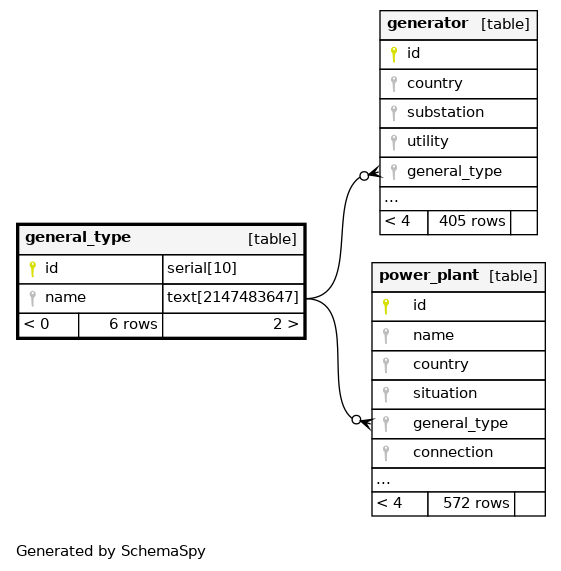 generator [table]
id
country
substation
utility
general_type
...
< 4 405 rows
general_type [table]
id serial[10]
name text[2147483647]
< 0 6 rows 2 >
power_plant [table]
id
name
country
situation
general_type
connection
...
< 4 572 rows
Generated by SchemaSpy